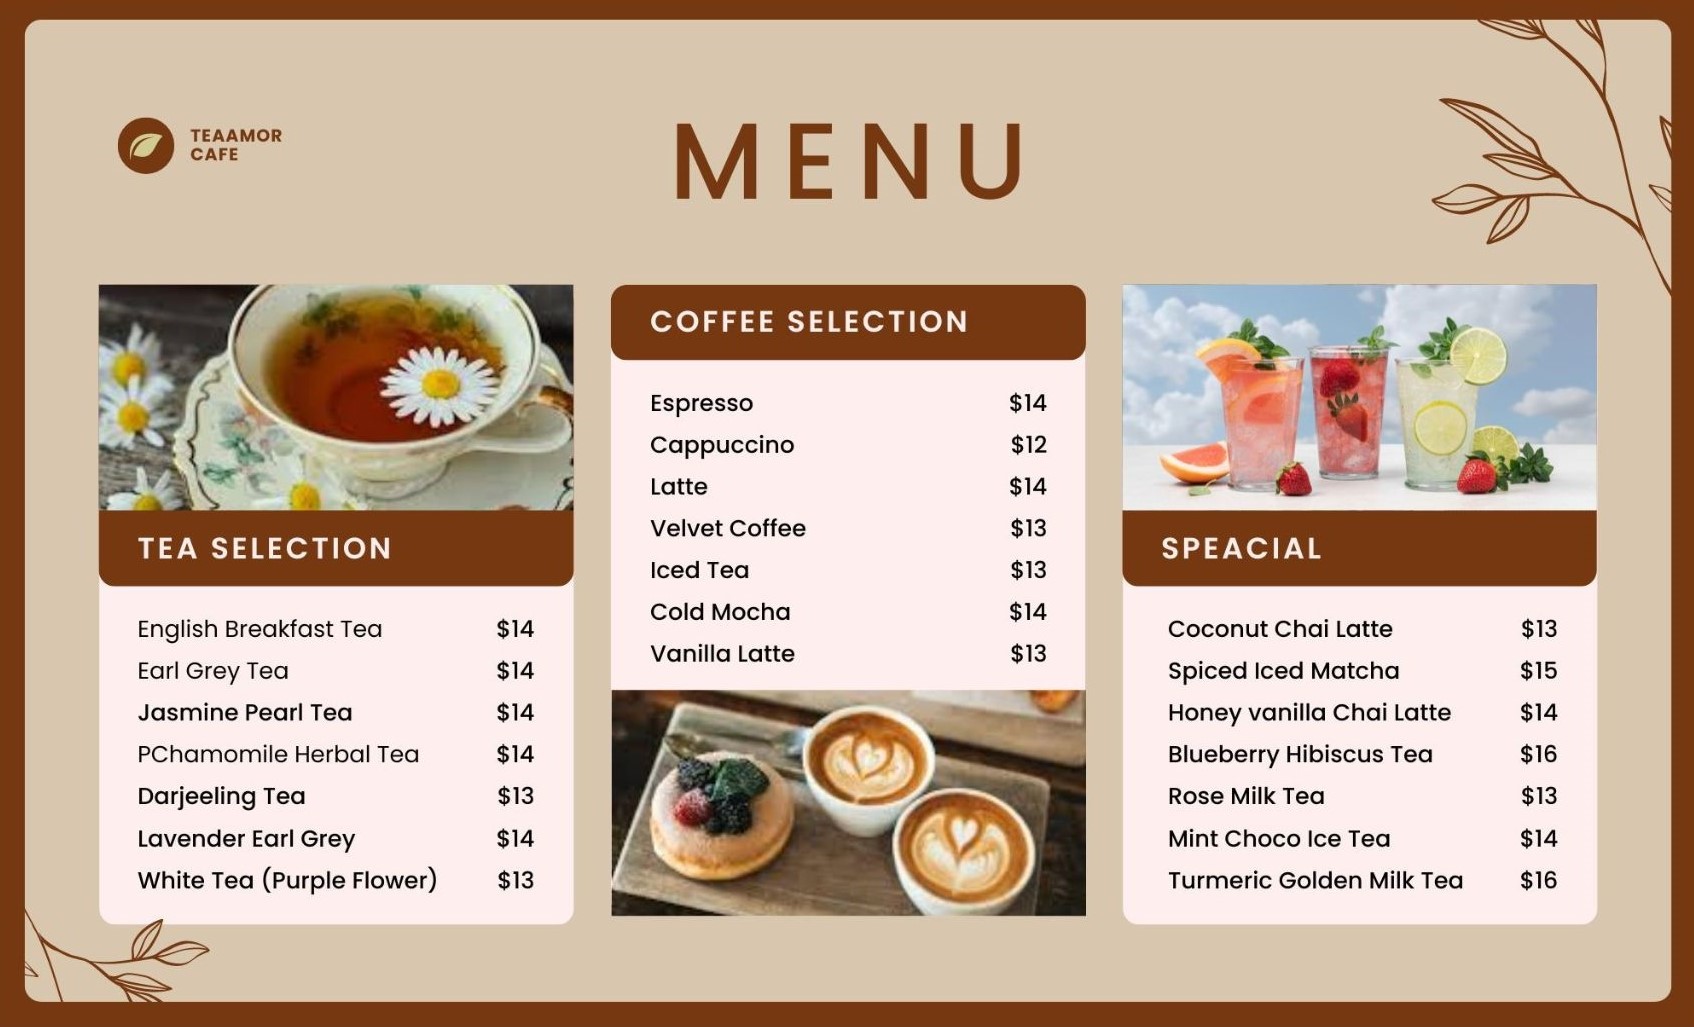 TEAAMOR
CAFE
MENU
TEA SELECTION
English Breakfast Tea $14
Earl Grey Tea $14
Jasmine Pearl Tea $14
PChamomile Herbal Tea $14
Darjeeling Tea $13
Lavender Earl Grey $14
White Tea (Purple Flower) $13
COFFEE SELECTION
Espresso $14
Cappuccino $12
Latte $14
Velvet Coffee $13
Iced Tea $13
Cold Mocha $14
Vanilla Latte $13
SPEACIAL
Coconut Chai Latte $13
Spiced Iced Matcha $15
Honey vanilla Chai Latte $14
Blueberry Hibiscus Tea $16
Rose Milk Tea $13
Mint Choco Ice Tea $14
Turmeric Golden Milk Tea $16